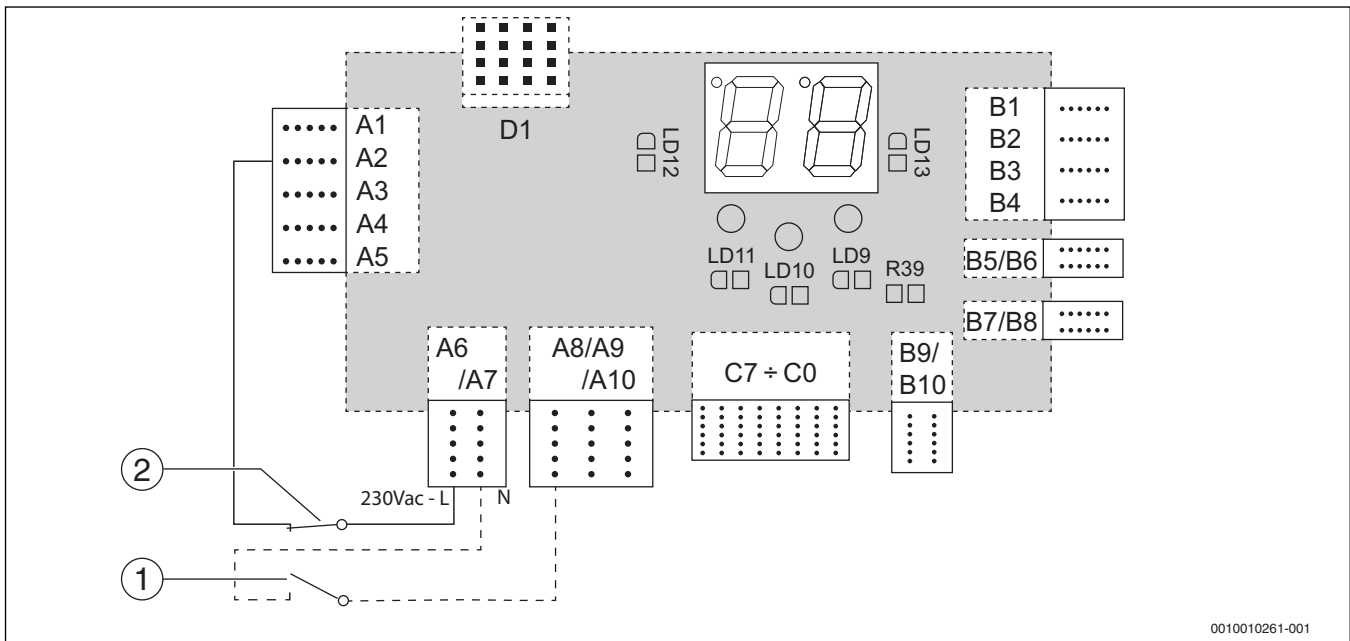 D1
A1
A2
A3
A4
A5
LD12
LD13
B1
B2
B3
B4
LD11
LD10
LD9
R39
B5/B6
B7/B8
A6
/A7
A8/A9
/A10
C7 ÷ C0
B9/
B10
2
230Vac - L
N
1
0010010261-001